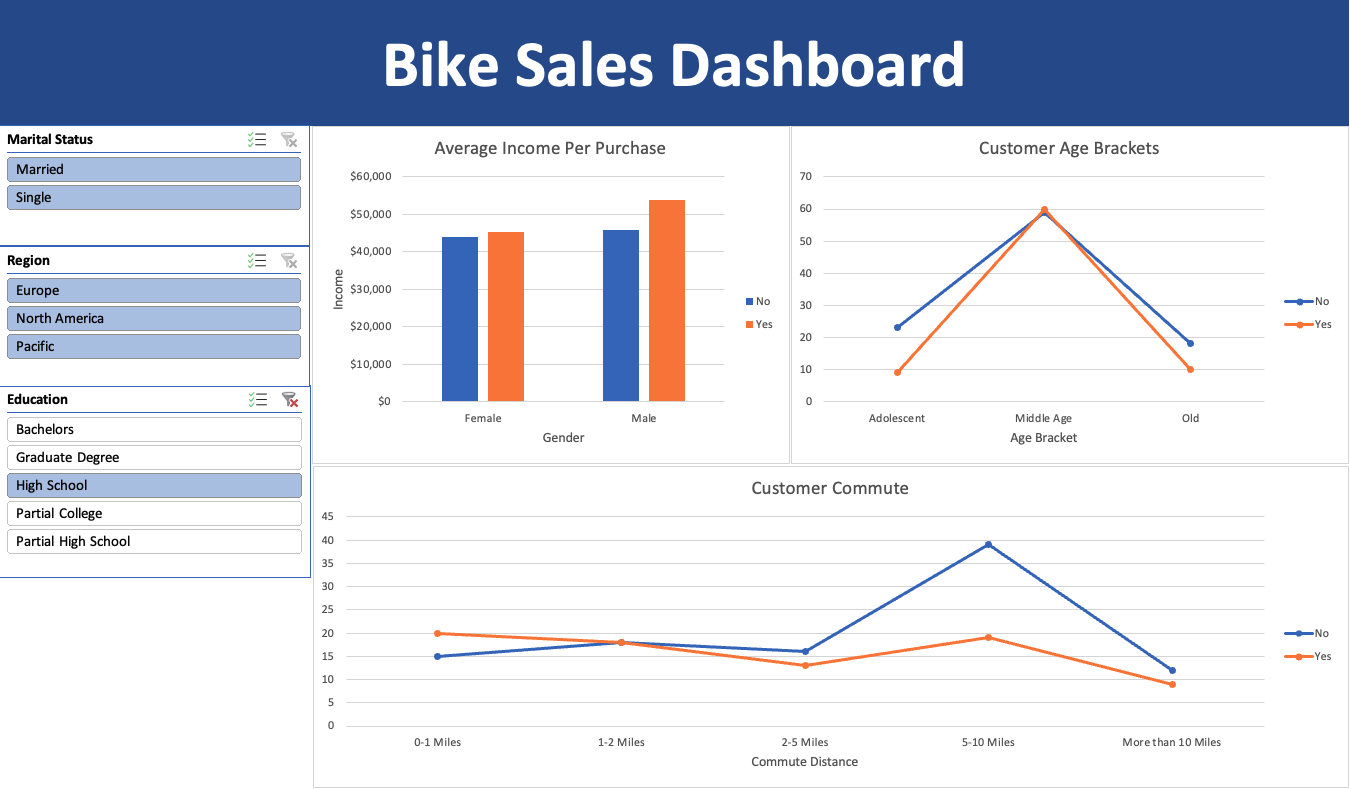 Bike Sales Dashboard
Marital Status
Married
Single
Region
Europe
North America
Pacific
Education
Bachelors
Graduate Degree
High School
Partial College
Partial High School
Average Income Per Purchase
$60,000
$50,000
$40,000
$30,000
$20,000
$10,000
$0
Income
Female
Male
Gender
No
Yes
Customer Age Brackets
70
60
50
40
30
20
10
0
Adolescent
Middle Age
Old
Age Bracket
No
Yes
Customer Commute
45
40
35
30
25
20
15
10
5
0
0-1 Miles
1-2 Miles
2-5 Miles
5-10 Miles
More than 10 Miles
Commute Distance
No
Yes